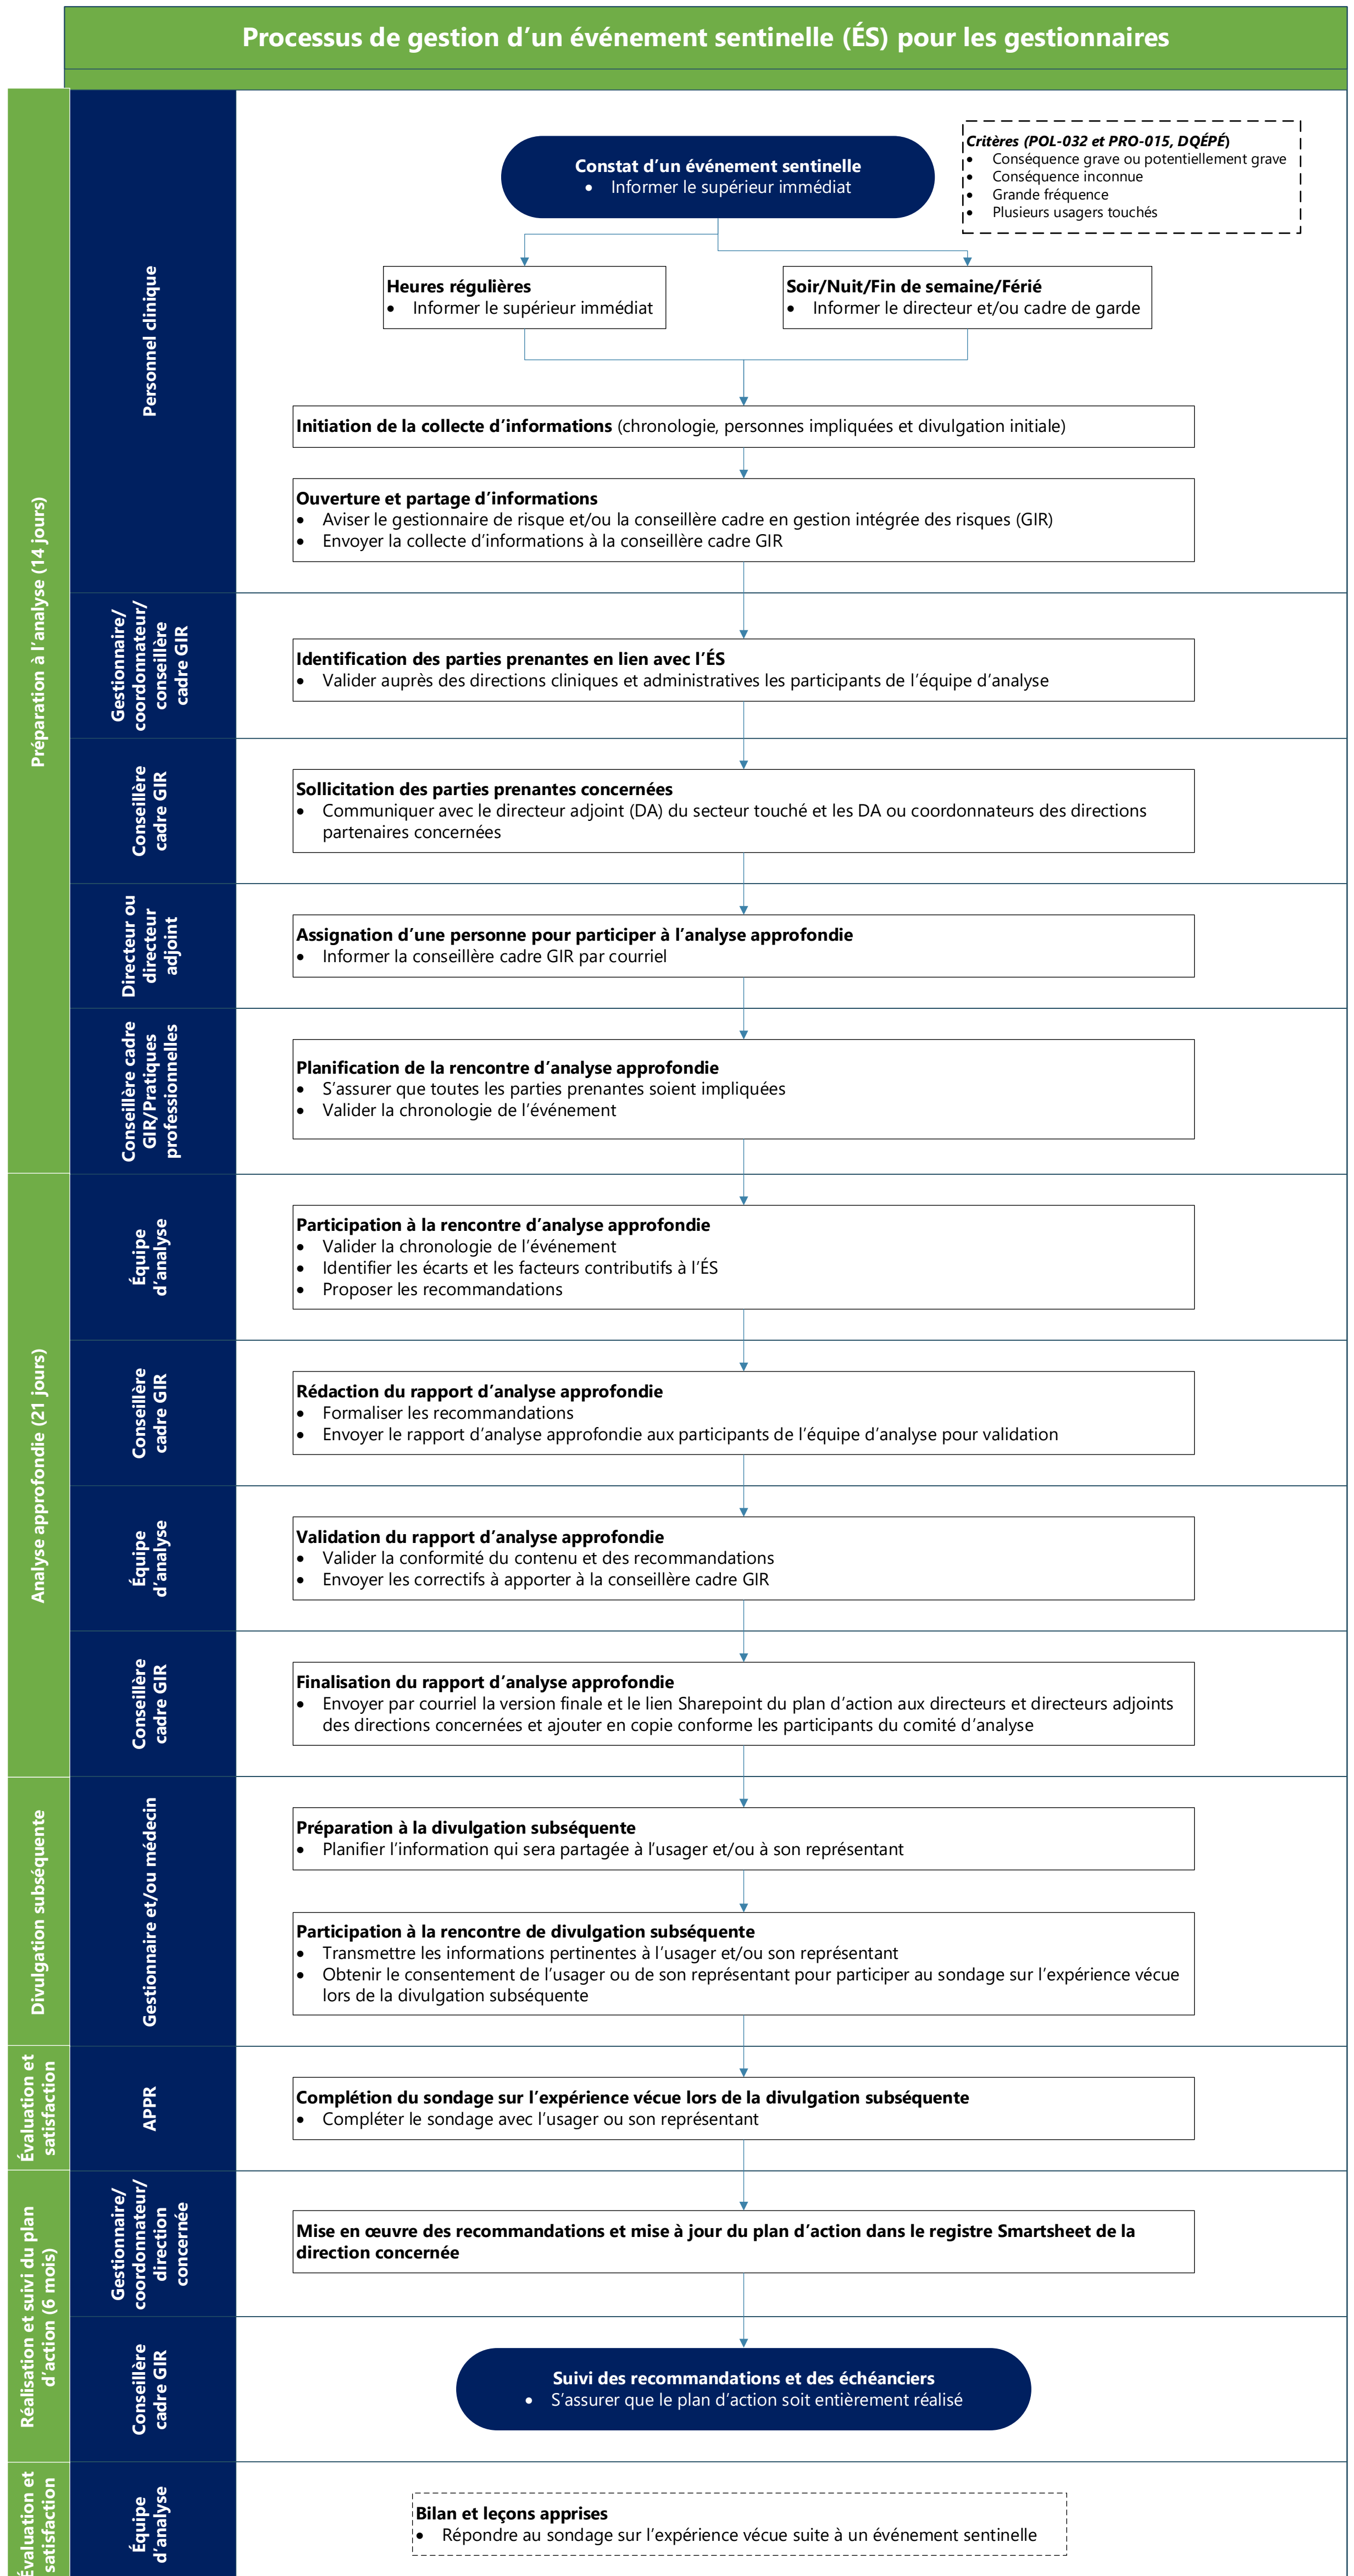 Processus de gestion d’un événement sentinelle (ÉS) pour les gestionnaires
Préparation à l’analyse (14 jours)
Personnel clinique
Constat d’un événement sentinelle
• Informer le supérieur immédiat
Critères (POL-032 et PRO-015, DQÉPÉ)
• Conséquence grave ou potentiellement grave
• Conséquence inconnue
• Grande fréquence
• Plusieurs usagers touchés
Heures régulières
• Informer le supérieur immédiat
Soir/Nuit/Fin de semaine/Férié
• Informer le directeur et/ou cadre de garde
Initiation de la collecte d’informations (chronologie, personnes impliquées et divulgation initiale)
Ouverture et partage d’informations
• Aviser le gestionnaire de risque et/ou la conseillère cadre en gestion intégrée des risques (GIR)
• Envoyer la collecte d’informations à la conseillère cadre GIR
Gestionnaire/
coordonnateur/
conseillère
cadre GIR
Identification des parties prenantes en lien avec l’ÉS
• Valider auprès des directions cliniques et administratives les participants de l’équipe d’analyse
Conseillère
cadre GIR
Sollicitation des parties prenantes concernées
• Communiquer avec le directeur adjoint (DA) du secteur touché et les DA ou coordonnateurs des directions
partenaires concernées
Directeur ou
directeur
adjoint
Assignation d’une personne pour participer à l’analyse approfondie
• Informer la conseillère cadre GIR par courriel
Conseillère cadre
GIR/Pratiques
professionnelles
Planification de la rencontre d’analyse approfondie
• S’assurer que toutes les parties prenantes soient impliquées
• Valider la chronologie de l’événement
Analyse approfondie (21 jours)
Équipe
d’analyse
Participation à la rencontre d’analyse approfondie
• Valider la chronologie de l’événement
• Identifier les écarts et les facteurs contributifs à l’ÉS
• Proposer les recommandations
Conseillère
cadre GIR
Rédaction du rapport d’analyse approfondie
• Formaliser les recommandations
• Envoyer le rapport d’analyse approfondie aux participants de l’équipe d’analyse pour validation
Équipe
d’analyse
Validation du rapport d’analyse approfondie
• Valider la conformité du contenu et des recommandations
• Envoyer les correctifs à apporter à la conseillère cadre GIR
Conseillère
cadre GIR
Finalisation du rapport d’analyse approfondie
• Envoyer par courriel la version finale et le lien Sharepoint du plan d’action aux directeurs et directeurs adjoints
des directions concernées et ajouter en copie conforme les participants du comité d’analyse
Divulgation subséquente
Gestionnaire et/ou médecin
Préparation à la divulgation subséquente
• Planifier l’information qui sera partagée à l’usager et/ou à son représentant
Participation à la rencontre de divulgation subséquente
• Transmettre les informations pertinentes à l’usager et/ou son représentant
• Obtenir le consentement de l’usager ou de son représentant pour participer au sondage sur l’expérience vécue
lors de la divulgation subséquente
Évaluation et
satisfaction
APPR
Complétion du sondage sur l’expérience vécue lors de la divulgation subséquente
• Compléter le sondage avec l’usager ou son représentant
Réalisation et suivi du plan
d’action (6 mois)
Gestionnaire/
coordonnateur/
direction
concernée
Mise en œuvre des recommandations et mise à jour du plan d’action dans le registre Smartsheet de la
direction concernée
Conseillère
cadre GIR
Suivi des recommandations et des échéanciers
• S’assurer que le plan d’action soit entièrement réalisé
Évaluation et
satisfaction
Équipe
d’analyse
Bilan et leçons apprises
• Répondre au sondage sur l’expérience vécue suite à un événement sentinelle